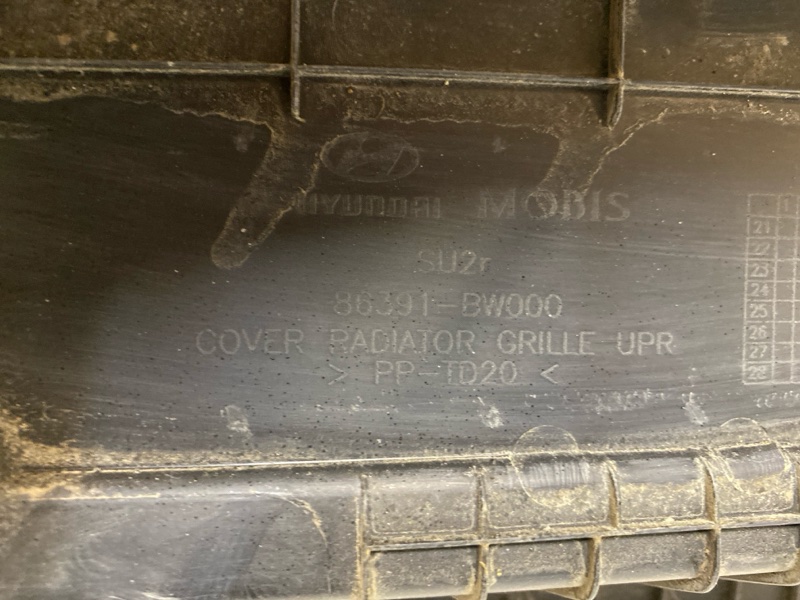 HYUNDAI MOBIS
SU2r
86391-BW000
COVER RADIATOR GRILLE UPR
> PP-TD20 <
21
22
23
24
25
26
27
28